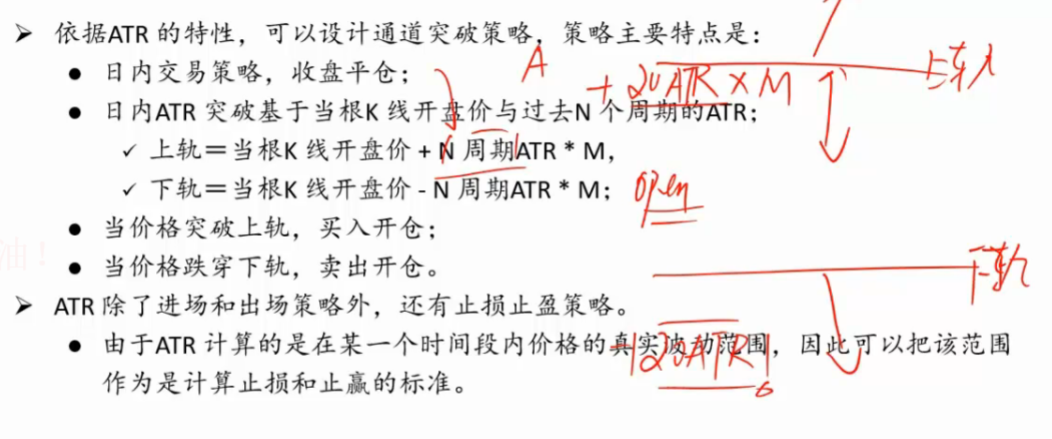 ➤ 依据ATR 的特性，可以设计通道突破策略，策略主要特点是：
● 日内交易策略，收盘平仓；
A
+ 20ATR × M
上轨
● 日内ATR 突破基于当根K 线开盘价与过去N 个周期的ATR；
✓ 上轨＝当根K 线开盘价 + N 周期ATR * M，
✓ 下轨＝当根K 线开盘价 - N 周期ATR * M；
open
● 当价格突破上轨，买入开仓；
油！
● 当价格跌穿下轨，卖出开仓。
下轨
➤ ATR 除了进场和出场策略外，还有止损止盈策略。
● 由于ATR 计算的是在某一个时间段内价格的真实波动范围，因此可以把该范围
20ATR
作为是计算止损和止赢的标准。